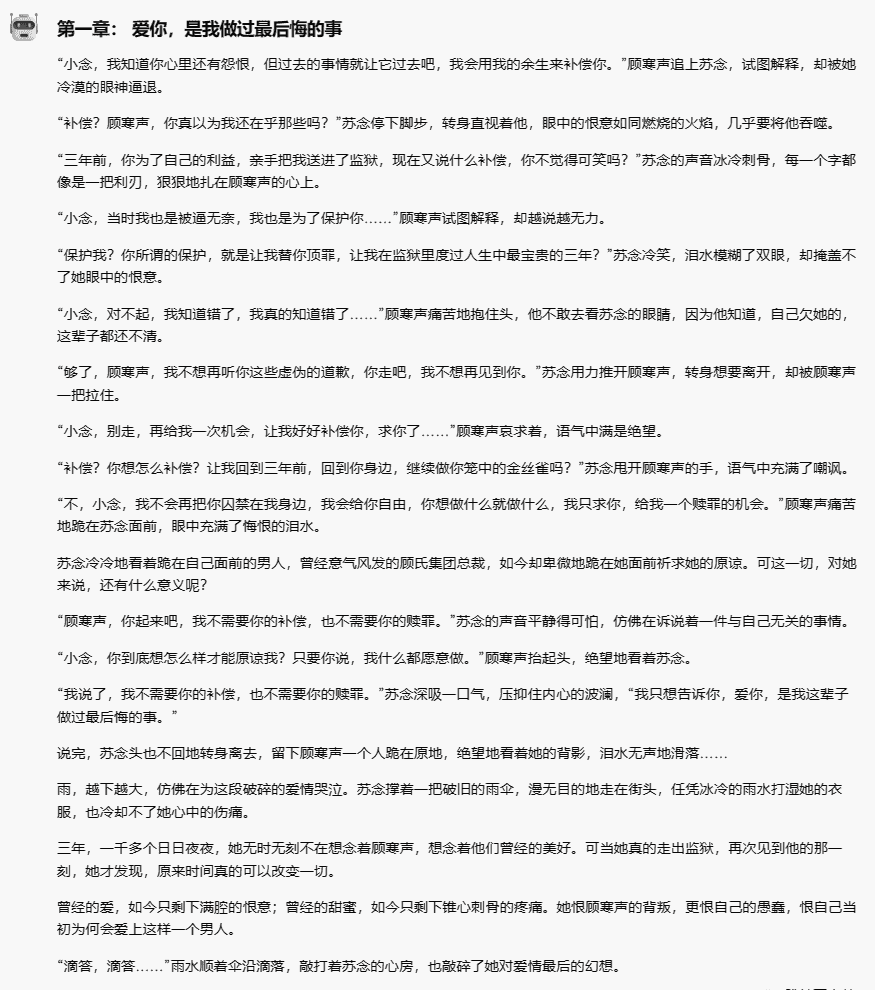 第一章： 爱你，是我做过最后悔的事
“小念，我知道你心里还有怨恨，但过去的事情就让它过去吧，我会用我的余生来补偿你。”顾寒声追上苏念，试图解释，却被她
冷漠的眼神逼退。
“补偿？顾寒声，你真以为我还在乎那些吗？”苏念停下脚步，转身直视着他，眼中的恨意如同燃烧的火焰，几乎要将他吞噬。
“三年前，你为了自己的利益，亲手把我送进了监狱，现在又说什么补偿，你不觉得可笑吗？”苏念的声音冰冷刺骨，每一个字都
像是一把利刃，狠狠地扎在顾寒声的心上。
“小念，当时我也是被逼无奈，我也是为了保护你……”顾寒声试图解释，却越说越无力。
“保护我？你所谓的保护，就是让我替你顶罪，让我在监狱里度过人生中最宝贵的三年？”苏念冷笑，泪水模糊了双眼，却掩盖不
了她眼中的恨意。
“小念，对不起，我知道错了，我真的知道错了……”顾寒声痛苦地抱住头，他不敢去看苏念的眼睛，因为他知道，自己欠她的，
这辈子都还不清。
“够了，顾寒声，我不想再听你这些虚伪的道歉，你走吧，我不想再见到你。”苏念用力推开顾寒声，转身想要离开，却被顾寒声
一把拉住。
“小念，别走，再给我一次机会，让我好好补偿你，求你了……”顾寒声哀求着，语气中满是绝望。
“补偿？你想怎么补偿？让我回到三年前，回到你身边，继续做你笼中的金丝雀吗？”苏念甩开顾寒声的手，语气中充满了嘲讽。
“不，小念，我不会再把你囚禁在我身边，我会给你自由，你想做什么就做什么，我只求你，给我一个赎罪的机会。”顾寒声痛苦
地跪在苏念面前，眼中充满了悔恨的泪水。
苏念冷冷地看着跪在自己面前的男人，曾经意气风发的顾氏集团总裁，如今却卑微地跪在她面前祈求她的原谅。可这一切，对她
来说，还有什么意义呢？
“顾寒声，你起来吧，我不需要你的补偿，也不需要你的赎罪。”苏念的声音平静得可怕，仿佛在诉说着一件与自己无关的事情。
“小念，你到底想怎么样才能原谅我？只要你说，我什么都愿意做。”顾寒声抬起头，绝望地看着苏念。
“我说了，我不需要你的补偿，也不需要你的赎罪。”苏念深吸一口气，压抑住内心的波澜，“我只想告诉你，爱你，是我这辈子
做过最后悔的事。”
说完，苏念头也不回地转身离去，留下顾寒声一个人跪在原地，绝望地看着她的背影，泪水无声地滑落……
雨，越下越大，仿佛在为这段破碎的爱情哭泣。苏念撑着一把破旧的雨伞，漫无目的地走在街头，任凭冰冷的雨水打湿她的衣
服，也冷却不了她心中的伤痛。
三年，一千多个日日夜夜，她无时无刻不在想念着顾寒声，想念着他们曾经的美好。可当她真的走出监狱，再次见到他的那一
刻，她才发现，原来时间真的可以改变一切。
曾经的爱，如今只剩下满腔的恨意；曾经的甜蜜，如今只剩下锥心刺骨的疼痛。她恨顾寒声的背叛，更恨自己的愚蠢，恨自己当
初为何会爱上这样一个男人。
“滴答，滴答……”雨水顺着伞沿滴落，敲打着苏念的心房，也敲碎了她对爱情最后的幻想。